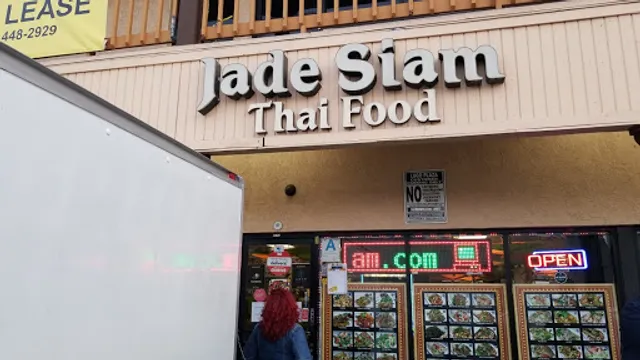 LEASE
448-2929
Jade Siam
Thai Food
NO
A
am.com
OPEN